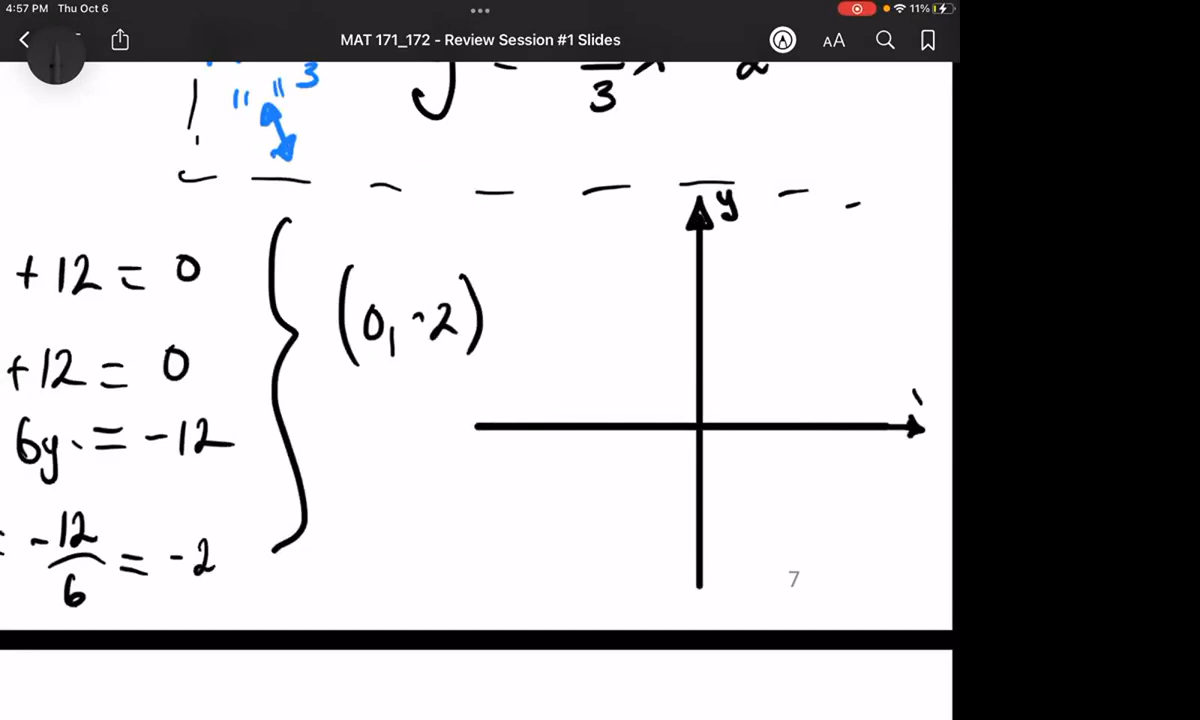 4:57 PM Thu Oct 6
11%
MAT 171_172 - Review Session #1 Slides
AA
" " 3
3
y
+ 12 = 0
(0, -2)
+12 = 0
6y = -12
= -12/6 = -2
7